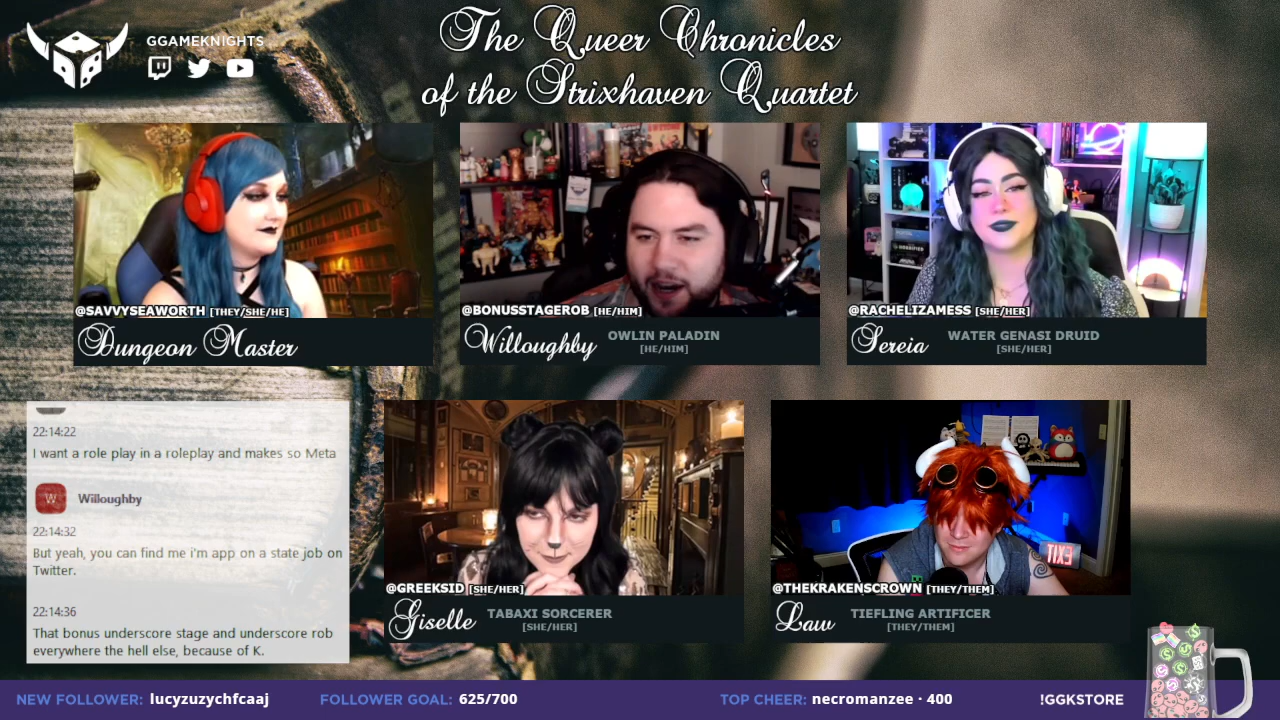 GGAMEKNIGHTS
The Queer Chronicles
of the Strixhaven Quartet
@SAVVYSEAWORTH [THEY/SHE/HE]
Dungeon Master
@BONUSSTAGEROB [HE/HIM]
Willoughby OWLIN PALADIN
[HE/HIM]
@RACHELIZAMESS [SHE/HER]
Sereia WATER GENASI DRUID
[SHE/HER]
22:14:22
I want a role play in a roleplay and makes so Meta
W Willoughby
22:14:32
But yeah, you can find me i'm app on a state job on
Twitter.
22:14:36
That bonus underscore stage and underscore rob
everywhere the hell else, because of K.
@GREEKSID [SHE/HER]
Giselle TABAXI SORCERER
[SHE/HER]
EXIT
@THEKRAKENSCROWN [THEY/THEM]
Law TIEFLING ARTIFICER
[THEY/THEM]
NEW FOLLOWER: lucyzuzychfcaaj FOLLOWER GOAL: 625/700 TOP CHEER: necromanzee · 400 !GGKSTORE